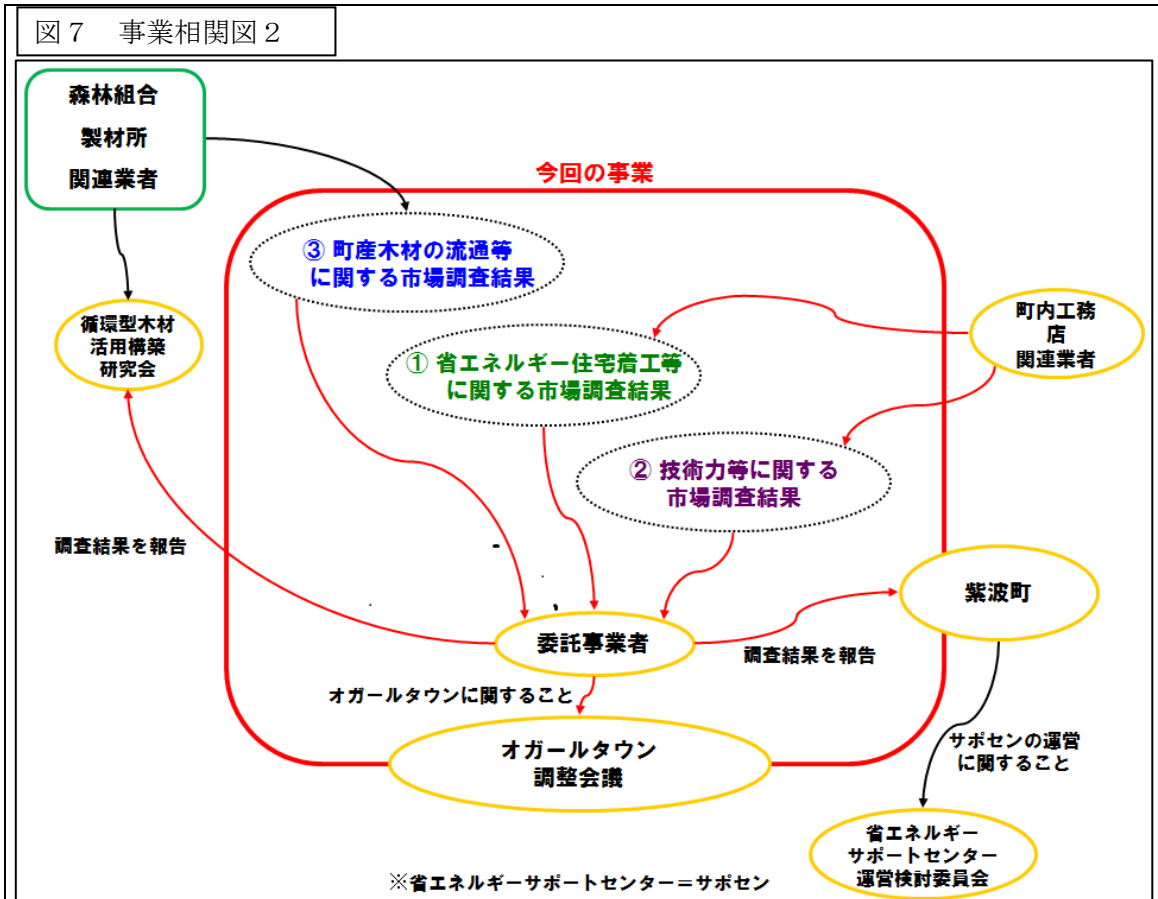 図７　事業相関図２
森林組合
製材所
関連業者
今回の事業
③ 町産木材の流通等
に関する市場調査結果
循環型木材
活用構築
研究会
町内工務
店
関連業者
① 省エネルギー住宅着工等
に関する市場調査結果
② 技術力等に関する
市場調査結果
調査結果を報告
紫波町
委託事業者
調査結果を報告
オガールタウンに関すること
オガールタウン
調整会議
サポセンの運営
に関すること
省エネルギー
サポートセンター
運営検討委員会
※省エネルギーサポートセンター＝サポセン